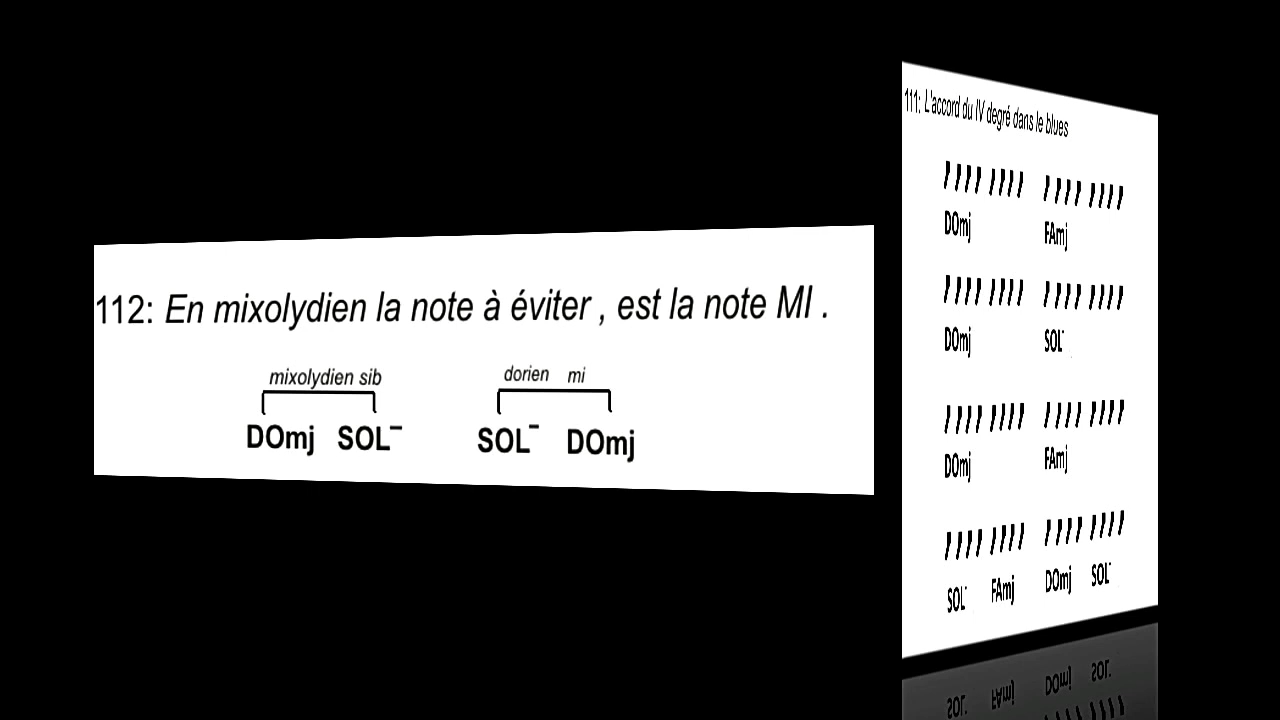 112: En mixolydien la note à éviter , est la note MI .
mixolydien sib
dorien mi
DOmj SOL‾ SOL‾ DOmj
111: L'accord du IV degré dans le blues
DOmj FAmj
DOmj SOL‾
DOmj FAmj
SOL‾ FAmj DOmj SOL‾